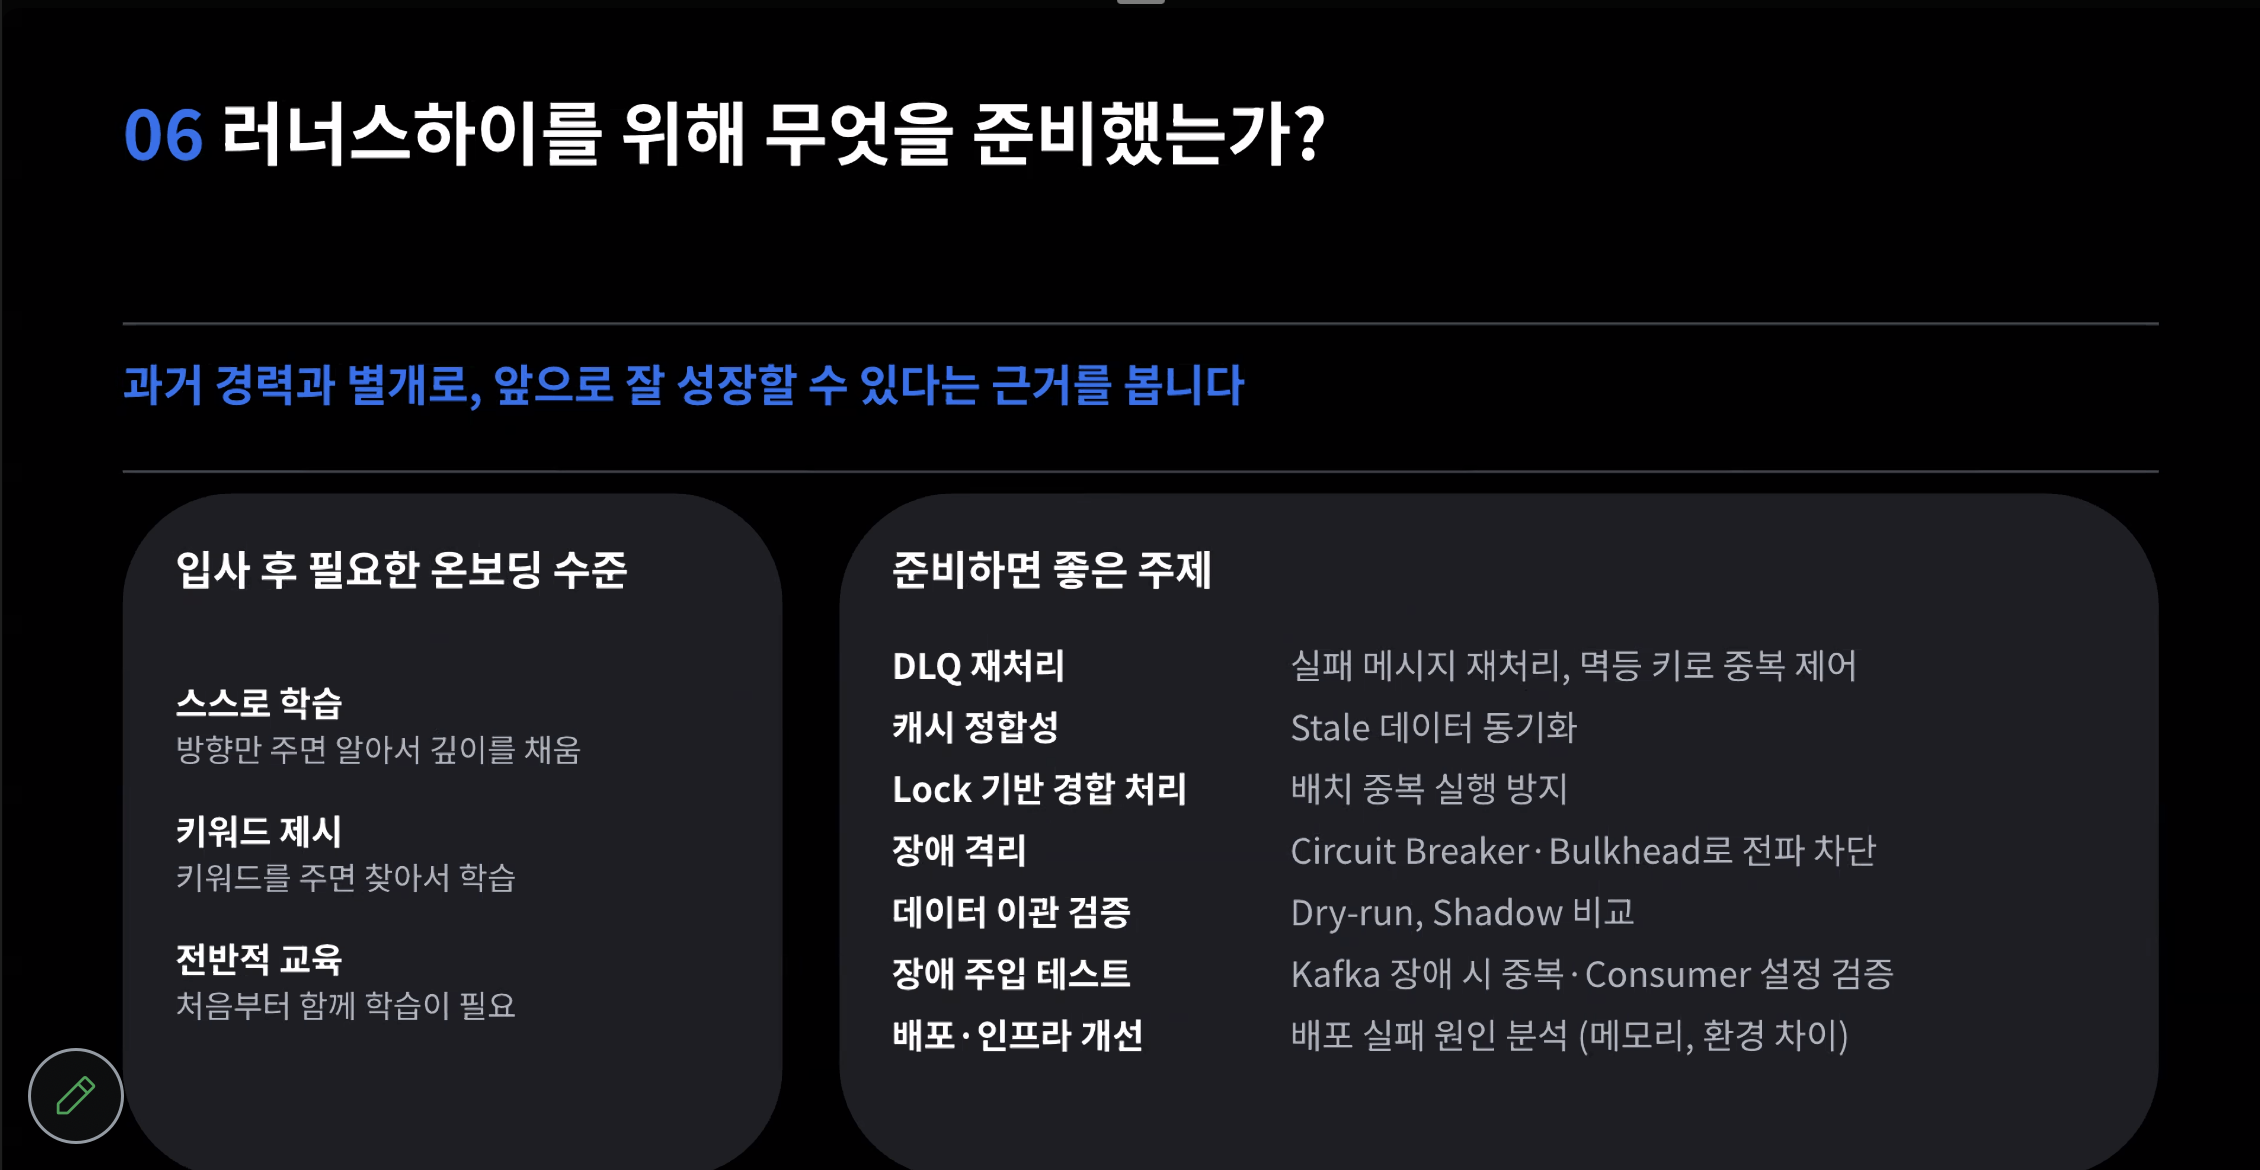 06 러너스하이를 위해 무엇을 준비했는가?
과거 경력과 별개로, 앞으로 잘 성장할 수 있다는 근거를 봅니다
입사 후 필요한 온보딩 수준
스스로 학습
방향만 주면 알아서 깊이를 채움
키워드 제시
키워드를 주면 찾아서 학습
전반적 교육
처음부터 함께 학습이 필요
준비하면 좋은 주제
DLQ 재처리 실패 메시지 재처리, 멱등 키로 중복 제어
캐시 정합성 Stale 데이터 동기화
Lock 기반 경합 처리 배치 중복 실행 방지
장애 격리 Circuit Breaker·Bulkhead로 전파 차단
데이터 이관 검증 Dry-run, Shadow 비교
장애 주입 테스트 Kafka 장애 시 중복·Consumer 설정 검증
배포·인프라 개선 배포 실패 원인 분석 (메모리, 환경 차이)